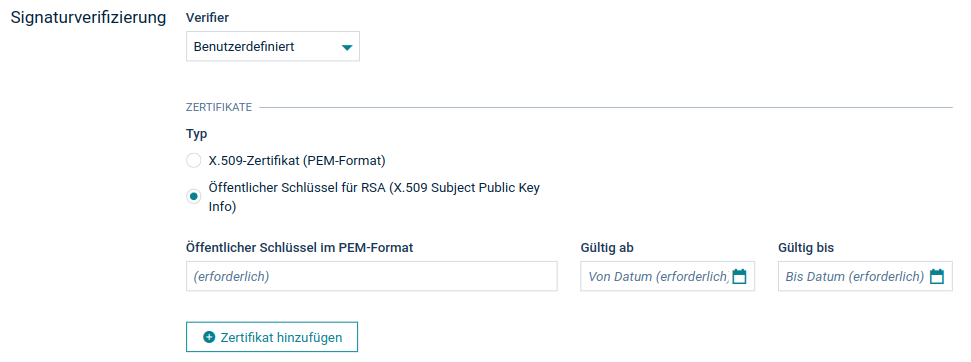 Signaturverifizierung
Verifier
Benutzerdefiniert
ZERTIFIKATE
Typ
X.509-Zertifikat (PEM-Format)
Öffentlicher Schlüssel für RSA (X.509 Subject Public Key
Info)
Öffentlicher Schlüssel im PEM-Format
Gültig ab
Gültig bis
(erforderlich)
Von Datum (erforderlich)
Bis Datum (erforderlich)
Zertifikat hinzufügen